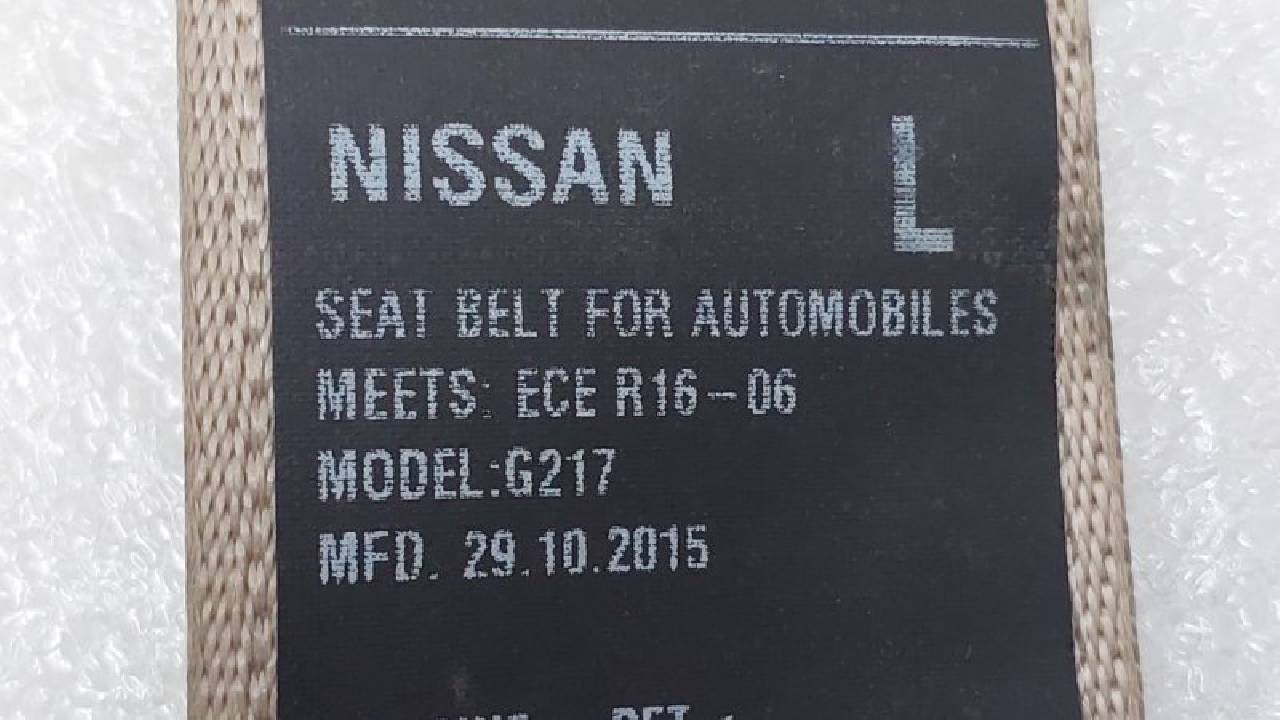 NISSAN L
SEAT BELT FOR AUTOMOBILES
MEETS: ECE R16-06
MODEL:G217
MFD. 29.10.2015